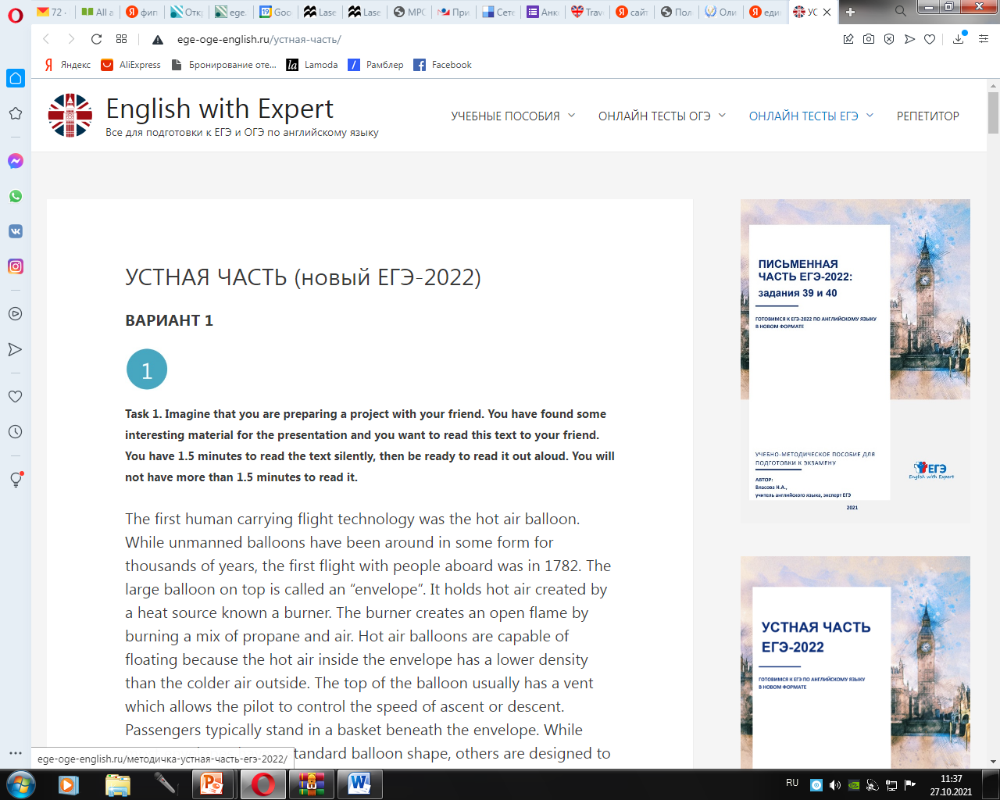 72
All a
фип
Откр
ege.
Goo
Lase
Lase
МРО
При
Сете
Анк
Trav
сайт
Пол
Оли
еди
УС
ege-oge-english.ru/устная-часть/
Яндекс
AliExpress
Бронирование оте...
Lamoda
Рамблер
Facebook
English with Expert
Все для подготовки к ЕГЭ и ОГЭ по английскому языку
УЧЕБНЫЕ ПОСОБИЯ
ОНЛАЙН ТЕСТЫ ОГЭ
ОНЛАЙН ТЕСТЫ ЕГЭ
РЕПЕТИТОР
УСТНАЯ ЧАСТЬ (новый ЕГЭ-2022)
ВАРИАНТ 1
1
Task 1. Imagine that you are preparing a project with your friend. You have found some
interesting material for the presentation and you want to read this text to your friend.
You have 1.5 minutes to read the text silently, then be ready to read it out aloud. You will
not have more than 1.5 minutes to read it.
The first human carrying flight technology was the hot air balloon.
While unmanned balloons have been around in some form for
thousands of years, the first flight with people aboard was in 1782. The
large balloon on top is called an “envelope”. It holds hot air created by
a heat source known a burner. The burner creates an open flame by
burning a mix of propane and air. Hot air balloons are capable of
floating because the hot air inside the envelope has a lower density
than the colder air outside. The top of the balloon usually has a vent
which allows the pilot to control the speed of ascent or descent.
Passengers typically stand in a basket beneath the envelope. While
tandard balloon shape, others are designed to
ПИСЬМЕННАЯ
ЧАСТЬ ЕГЭ-2022:
задания 39 и 40
ГОТОВИМСЯ К ЕГЭ-2022 ПО АНГЛИЙСКОМУ ЯЗЫКУ
В НОВОМ ФОРМАТЕ
УЧЕБНО-МЕТОДИЧЕСКОЕ ПОСОБИЕ ДЛЯ
ПОДГОТОВКИ К ЭКЗАМЕНУ
АВТОР:
Власова Н.А.,
учитель английского языка, эксперт ЕГЭ
ЕГЭ
English with Expert
2021
УСТНАЯ ЧАСТЬ
ЕГЭ-2022
ГОТОВИМСЯ К ЕГЭ ПО АНГЛИЙСКОМУ ЯЗЫКУ
В НОВОМ ФОРМАТЕ
ege-oge-english.ru/методичка-устная-часть-егэ-2022/
RU
11:37
27.10.2021